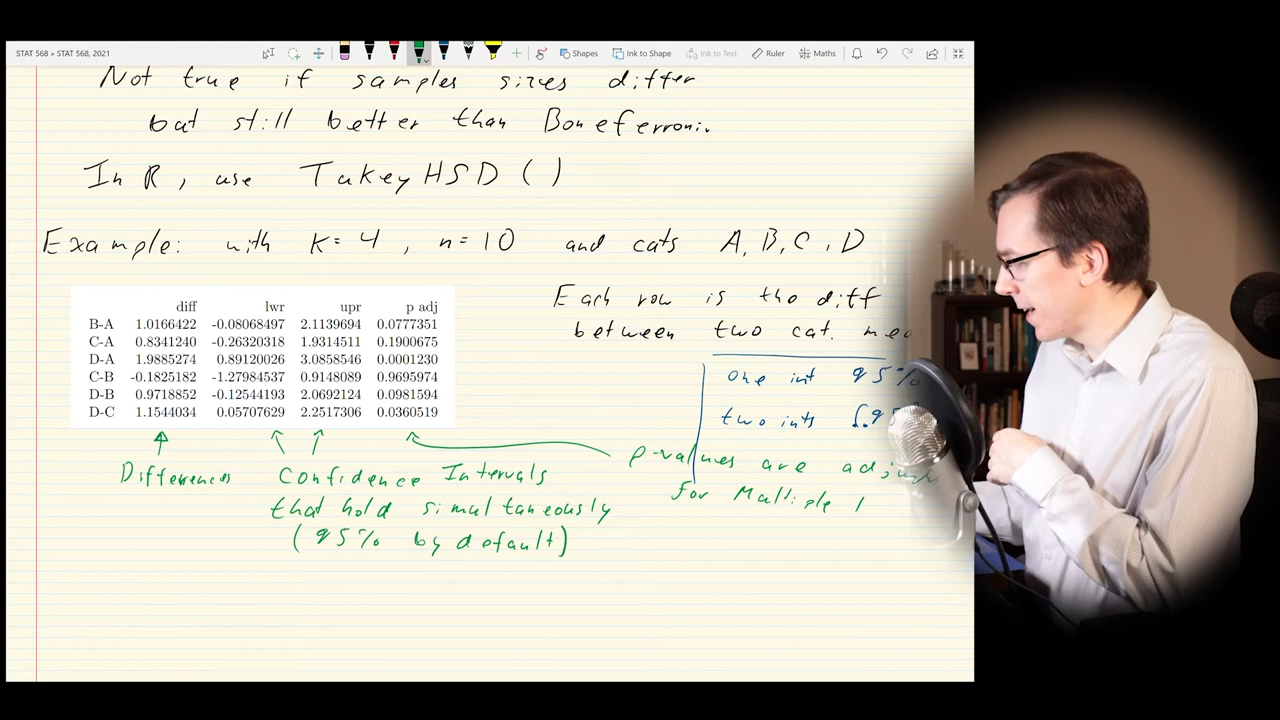 STAT 568 » STAT 568, 2021
Shapes
Ink to Shape
Ink to Text
Ruler
Maths
Not true if samples sizes differ
but still better than Boneferroni.
In R, use TukeyHSD ( )
Example: with K=4, n=10 and cats A, B, C, D
Each row is the diff
between two cat.
diff lwr upr p adj
B-A 1.0166422 -0.08068497 2.1139694 0.0777351
C-A 0.8341240 -0.26320318 1.9314511 0.1900675
D-A 1.9885274 0.89120026 3.0858546 0.0001230
C-B -0.1825182 -1.27984537 0.9148089 0.9695974
D-B 0.9718852 -0.12544193 2.0692124 0.0981594
D-C 1.1544034 0.05707629 2.2517306 0.0360519
one int 95%
two ints
Differences
Confidence Intervals
that hold simultaneously
(95% by default)
p-values are
for Multiple